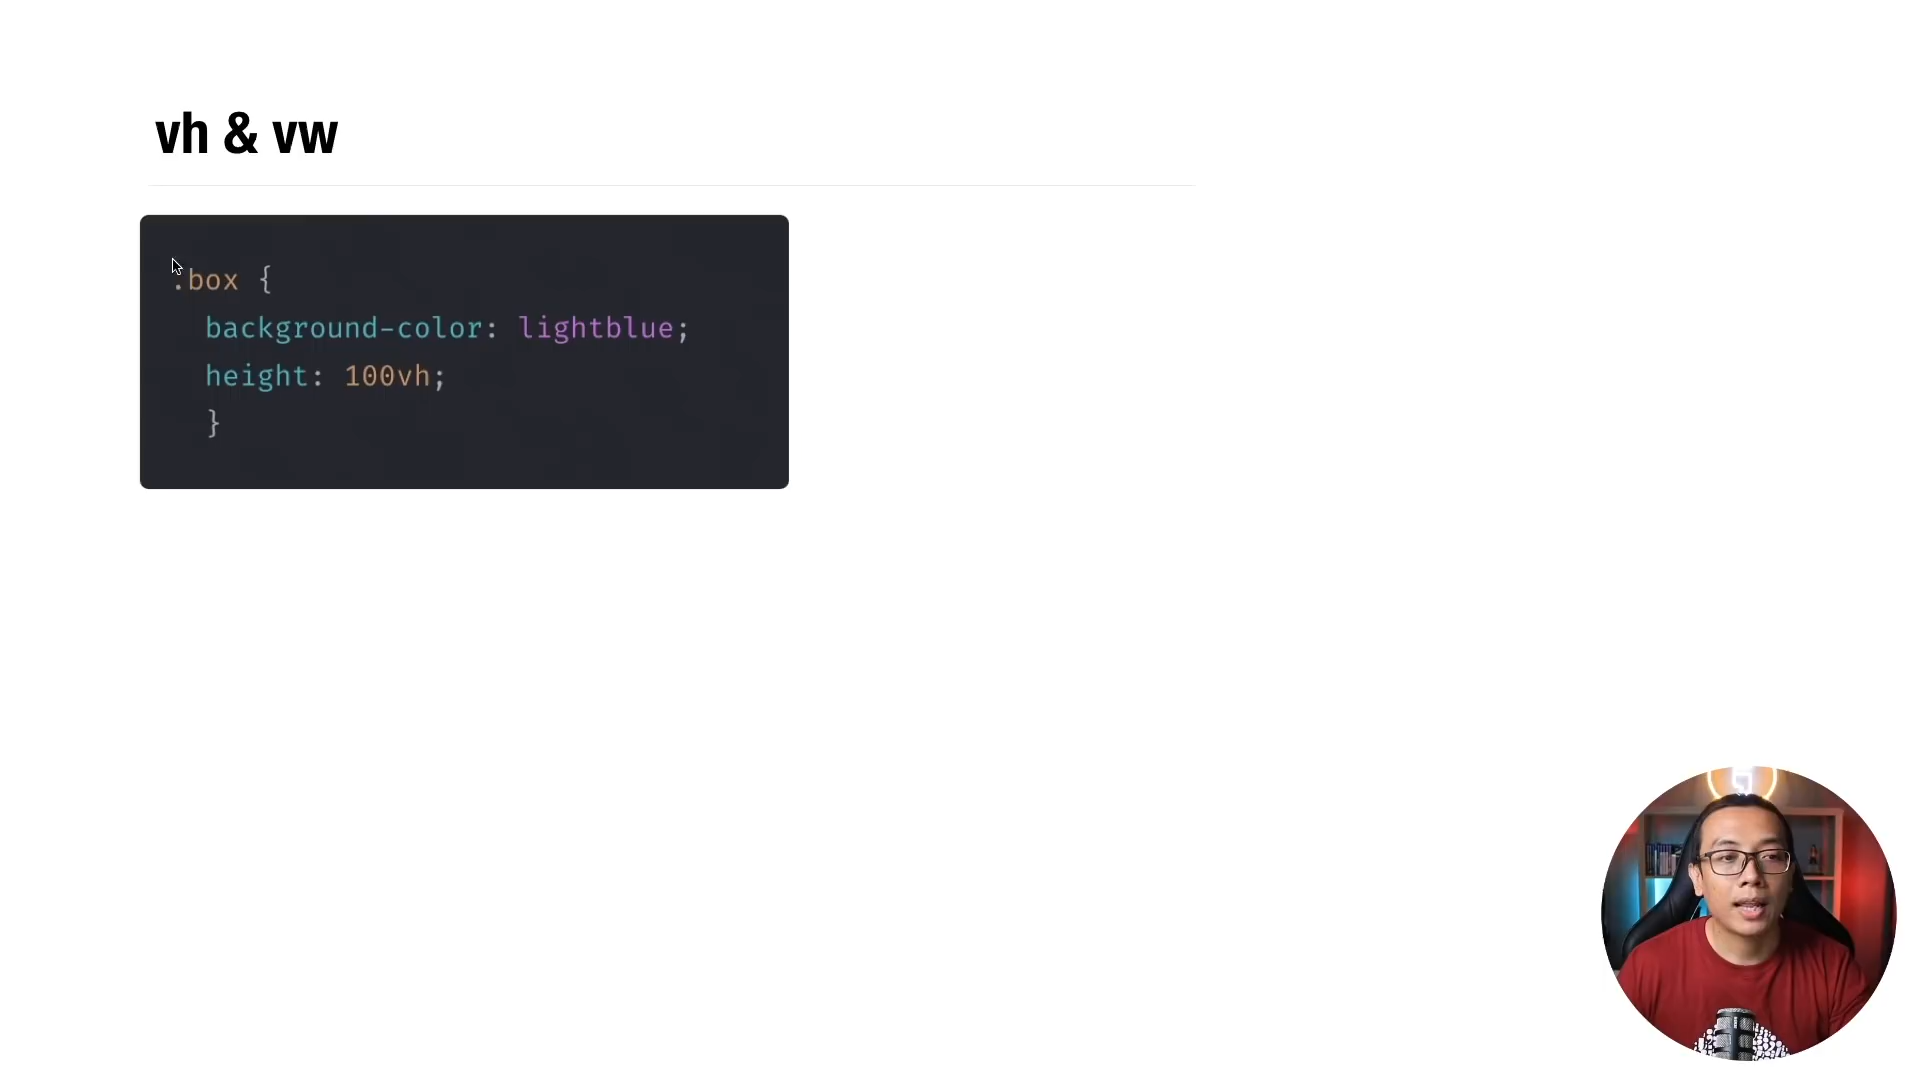 vh & vw
.box {
background-color: lightblue;
height: 100vh;
}